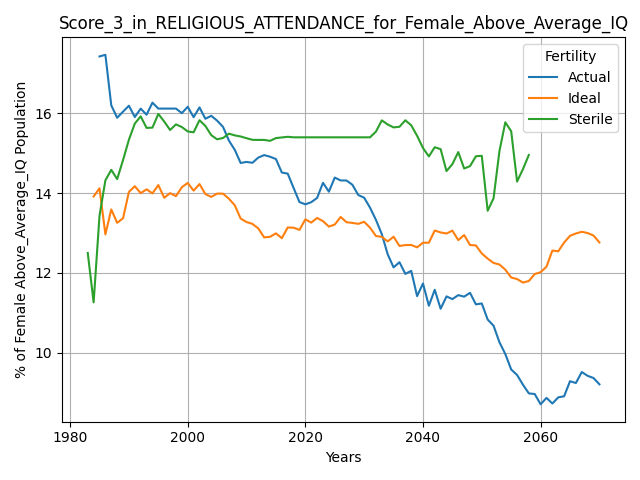 Score_3_in_RELIGIOUS_ATTENDANCE_for_Female_Above_Average_IQ
% of Female Above_Average_IQ Population
16
14
12
10
Fertility
Actual
Ideal
Sterile
1980 2000 2020 2040 2060
Years